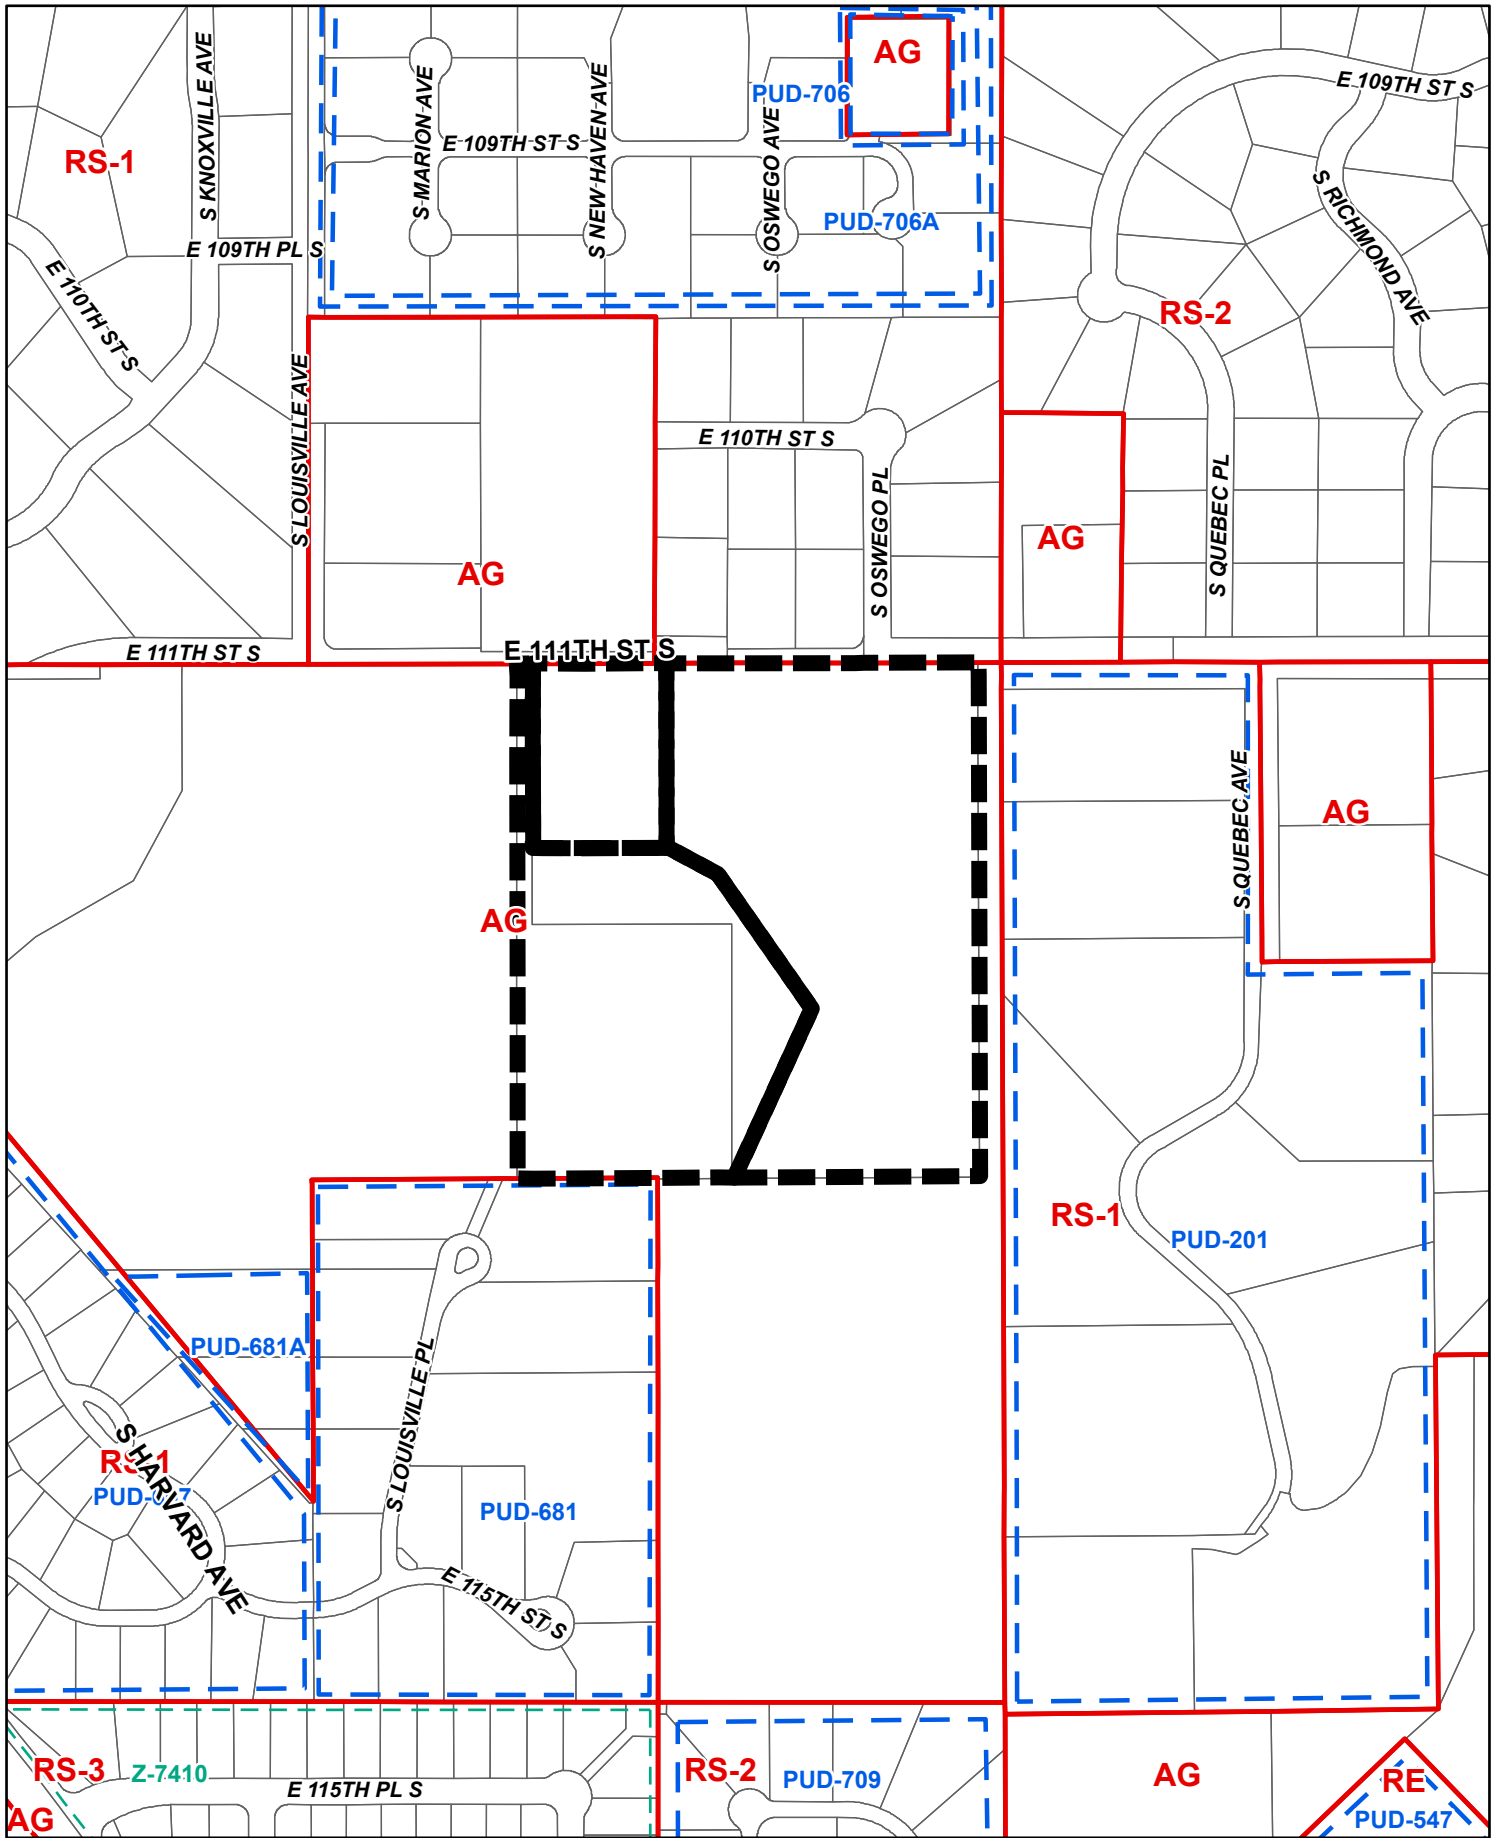 AG
S KNOXVILLE AVE
S MARION AVE
S NEW HAVEN AVE
E 109TH ST S
PUD-706
S OSWEGO AVE
E 109TH ST S
RS-1
S RICHMOND AVE
PUD-706A
E 109TH PL S
E 110TH ST S
RS-2
S LOUISVILLE AVE
E 110TH ST S
S OSWEGO PL
S QUEBEC PL
AG
AG
E 111TH ST S
E 111TH ST S
S QUEBEC AVE
AG
AG
RS-1
PUD-201
PUD-681A
S LOUISVILLE PL
S HARVARD AVE
PUD-681
E 115TH ST S
RS-3
Z-7410
E 115TH PL S
RS-2
PUD-709
AG
RE
AG
PUD-547